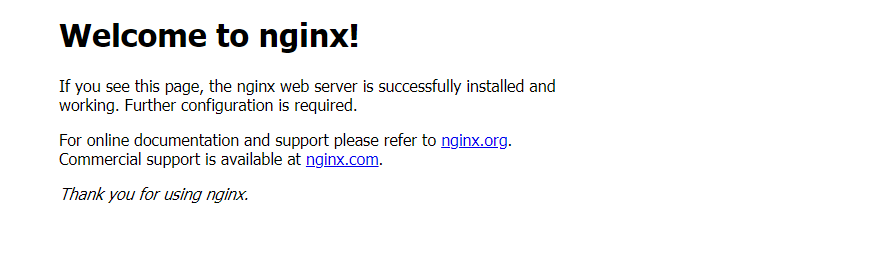 Welcome to nginx!
If you see this page, the nginx web server is successfully installed and
working. Further configuration is required.
For online documentation and support please refer to nginx.org.
Commercial support is available at nginx.com.
Thank you for using nginx.